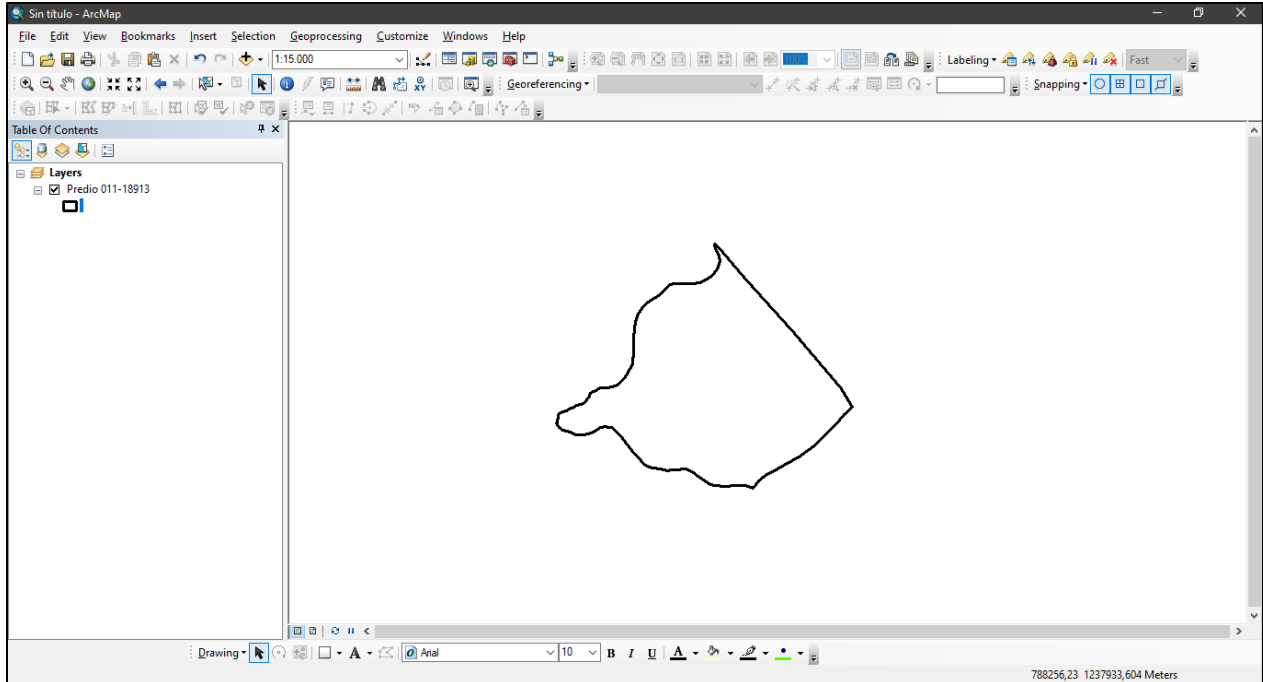 Sin título - ArcMap
File Edit View Bookmarks Insert Selection Geoprocessing Customize Windows Help
1:15.000 Labeling Fast
Georeferencing Snapping
Table Of Contents
Layers
Predio 011-18913
Drawing A Arial 10 B I U A
788256,23 1237933,604 Meters